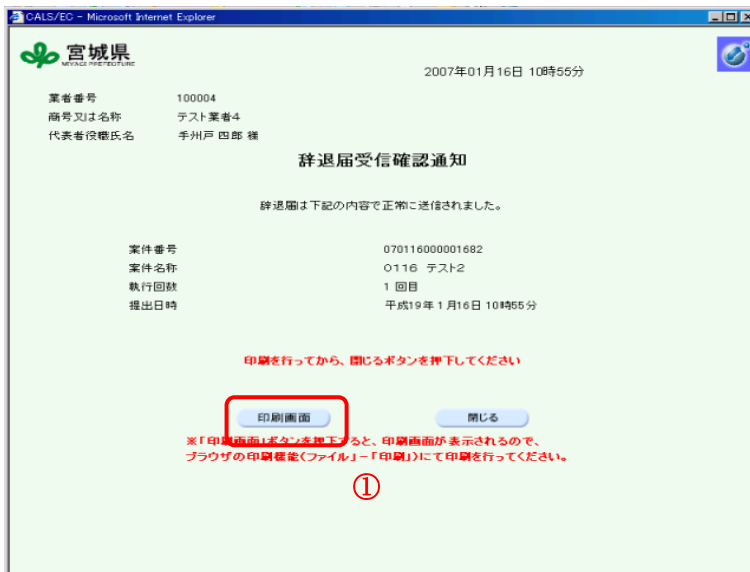 CALS/EC - Microsoft Internet Explorer
宮城県
MIYAGI PREFECTURE
2007年01月16日 10時55分
業者番号 100004
商号又は名称 テスト業者4
代表者役職氏名 手州戸 四郎 様
辞退届受信確認通知
辞退届は下記の内容で正常に送信されました。
案件番号 070116000001682
案件名称 0116 テスト2
執行回数 1 回目
提出日時 平成19年1月16日 10時55分
印刷を行ってから、閉じるボタンを押下してください
印刷画面 閉じる
※「印刷画面」ボタンを押下すると、印刷画面が表示されるので、
ブラウザの印刷機能(ファイル」-「印刷」)にて印刷を行ってください。
①